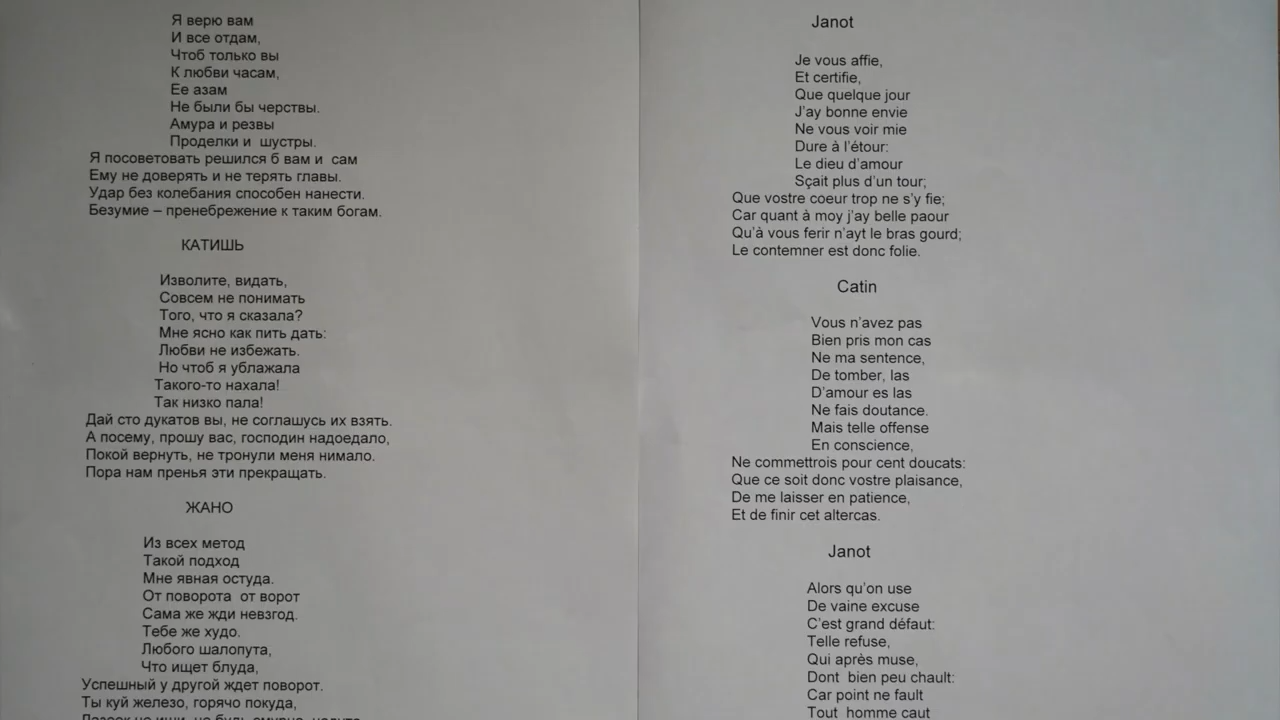 Я верю вам
И все отдам,
Чтоб только вы
К любви часам,
Ее азам
Не были бы черствы.
Амура и резвы
Проделки и шустры.
Я посоветовать решился б вам и сам
Ему не доверять и не терять главы.
Удар без колебания способен нанести.
Безумие – пренебрежение к таким богам.
КАТИШЬ
Изволите, видать,
Совсем не понимать
Того, что я сказала?
Мне ясно как пить дать:
Любви не избежать.
Но чтоб я ублажала
Такого-то нахала!
Так низко пала!
Дай сто дукатов вы, не соглашусь их взять.
А посему, прошу вас, господин надоедало,
Покой вернуть, не тронули меня нимало.
Пора нам пренья эти прекращать.
ЖАНО
Из всех метод
Такой подход
Мне явная остуда.
От поворота от ворот
Сама же жди невзгод.
Тебе же худо.
Любого шалопута,
Что ищет блуда,
Успешный у другой ждет поворот.
Ты куй железо, горячо покуда,
Janot
Je vous affie,
Et certifie,
Que quelque jour
J'ay bonne envie
Ne vous voir mie
Dure à l'étour:
Le dieu d'amour
Sçait plus d'un tour;
Que vostre coeur trop ne s'y fie;
Car quant à moy j'ay belle paour
Qu'à vous ferir n'ayt le bras gourd;
Le contemner est donc folie.
Catin
Vous n'avez pas
Bien pris mon cas
Ne ma sentence,
De tomber, las
D'amour es las
Ne fais doutance.
Mais telle offense
En conscience,
Ne commettrois pour cent doucats:
Que ce soit donc vostre plaisance,
De me laisser en patience,
Et de finir cet altercas.
Janot
Alors qu'on use
De vaine excuse
C'est grand défaut:
Telle refuse,
Qui après muse,
Dont bien peu chault:
Car point ne fault
Tout homme caut